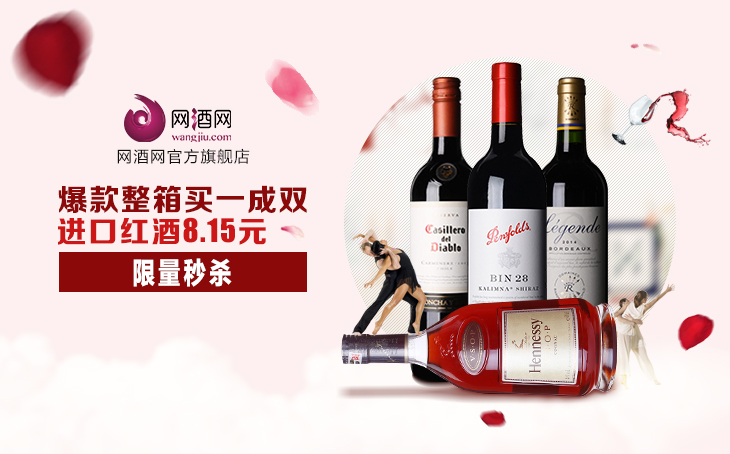 网酒网
wangjiu.com
网酒网官方旗舰店
爆款整箱买一成双
进口红酒8.15元
限量秒杀
Casillero
del
Diablo
Penfolds
BIN 28
KALIMNA® SHIRAZ
Légende
2014
BORDEAUX
V.S.O.P
Hennessy
V.S.O.P
COGNAC